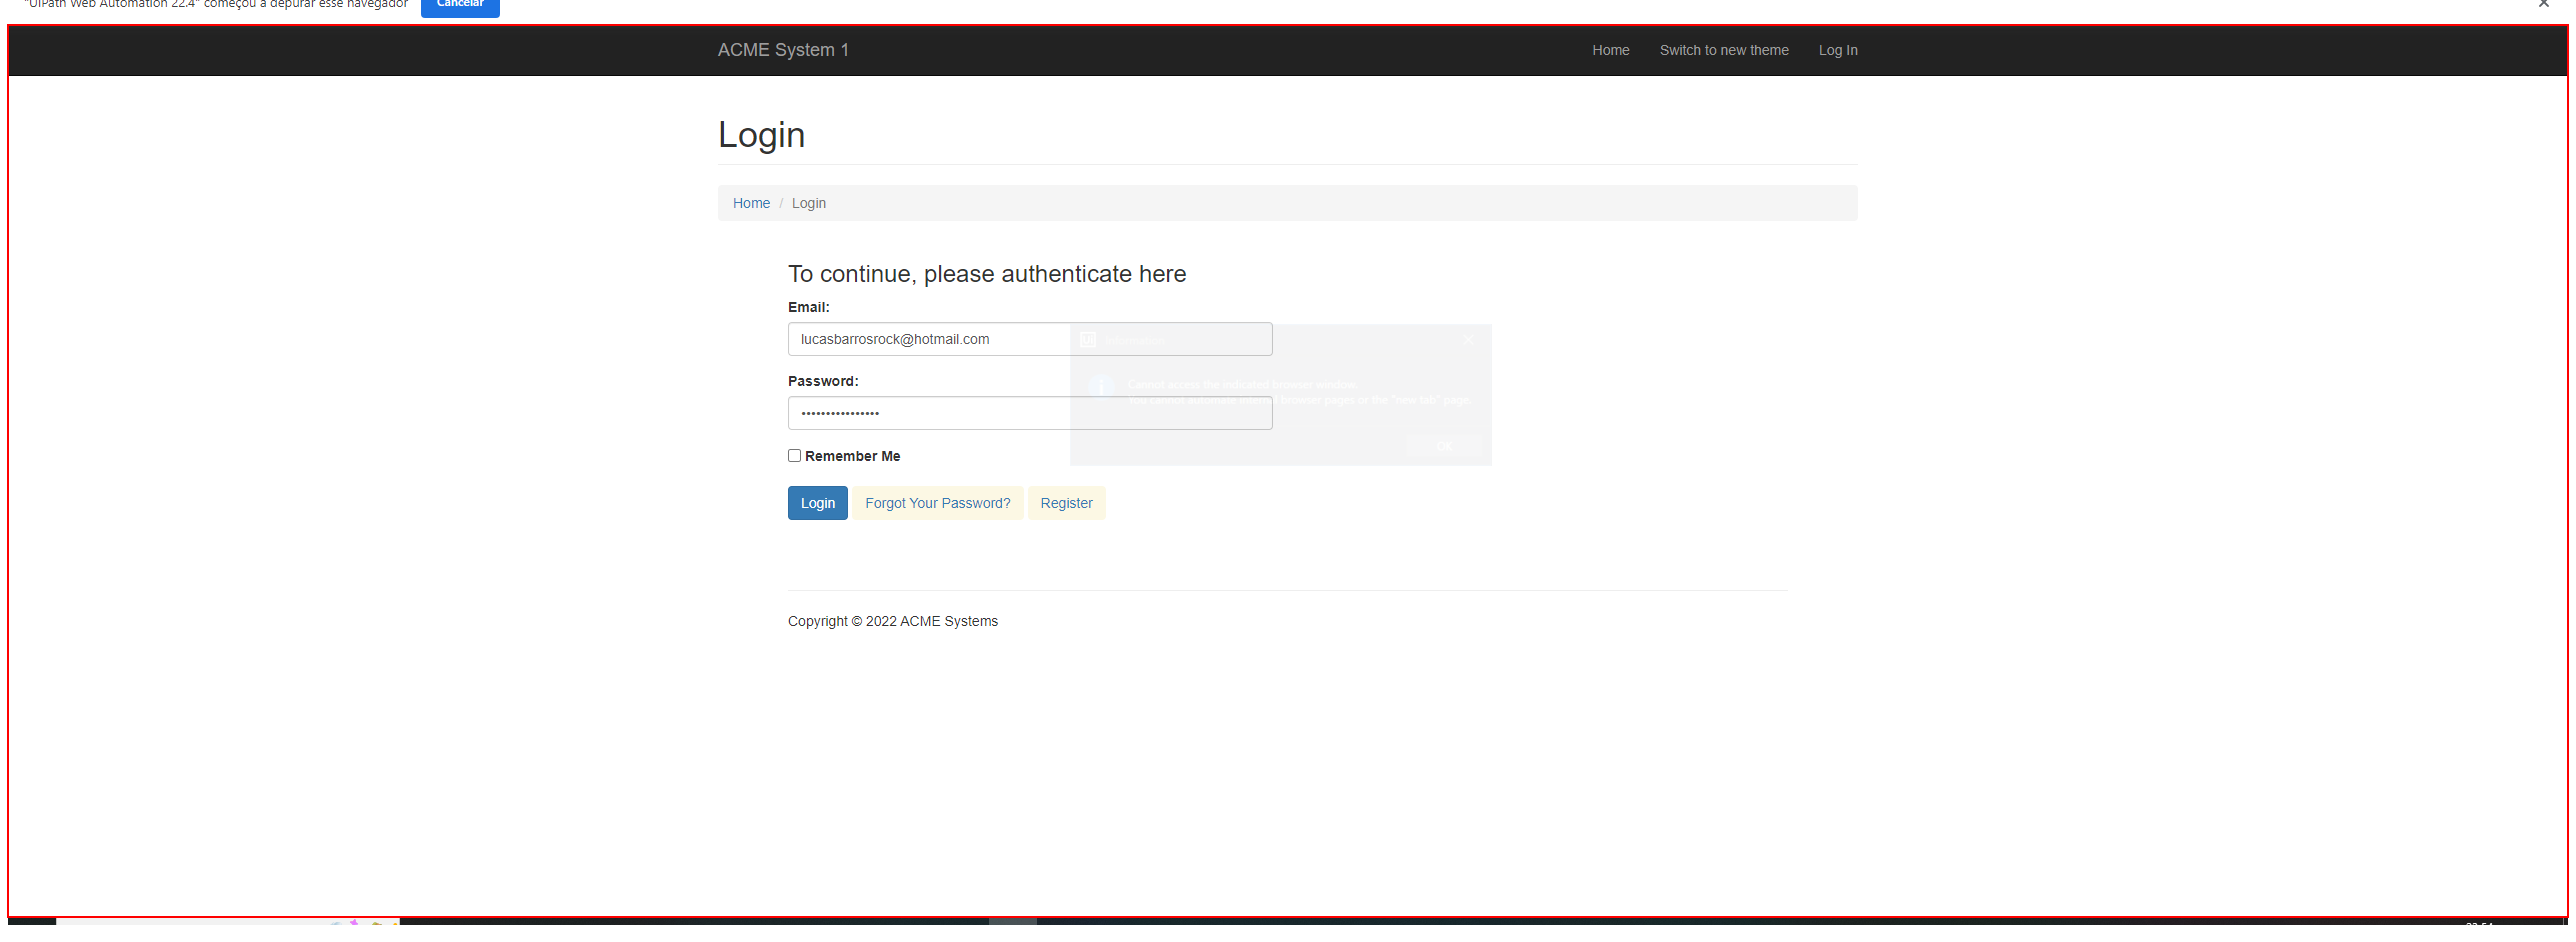 "UiPath Web Automation 22.4" começou a depurar esse navegador Cancelar
ACME System 1 Home Switch to new theme Log In
Login
Home / Login
To continue, please authenticate here
Email:
lucasbarrosrock@hotmail.com
Password:
Cannot access the indicated browser window.
You cannot automate internal browser pages or the "new tab" page.
Remember Me
OK
Login Forgot Your Password? Register
Copyright © 2022 ACME Systems